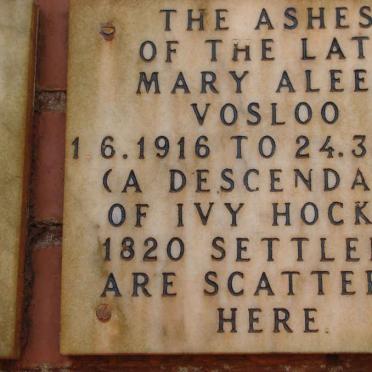 THE ASHES
OF THE LAT
MARY ALEE
VOSLOO
1 6.1916 TO 24.3
(A DESCENDA
OF IVY HOCK
1820 SETTLE
ARE SCATTER
HERE